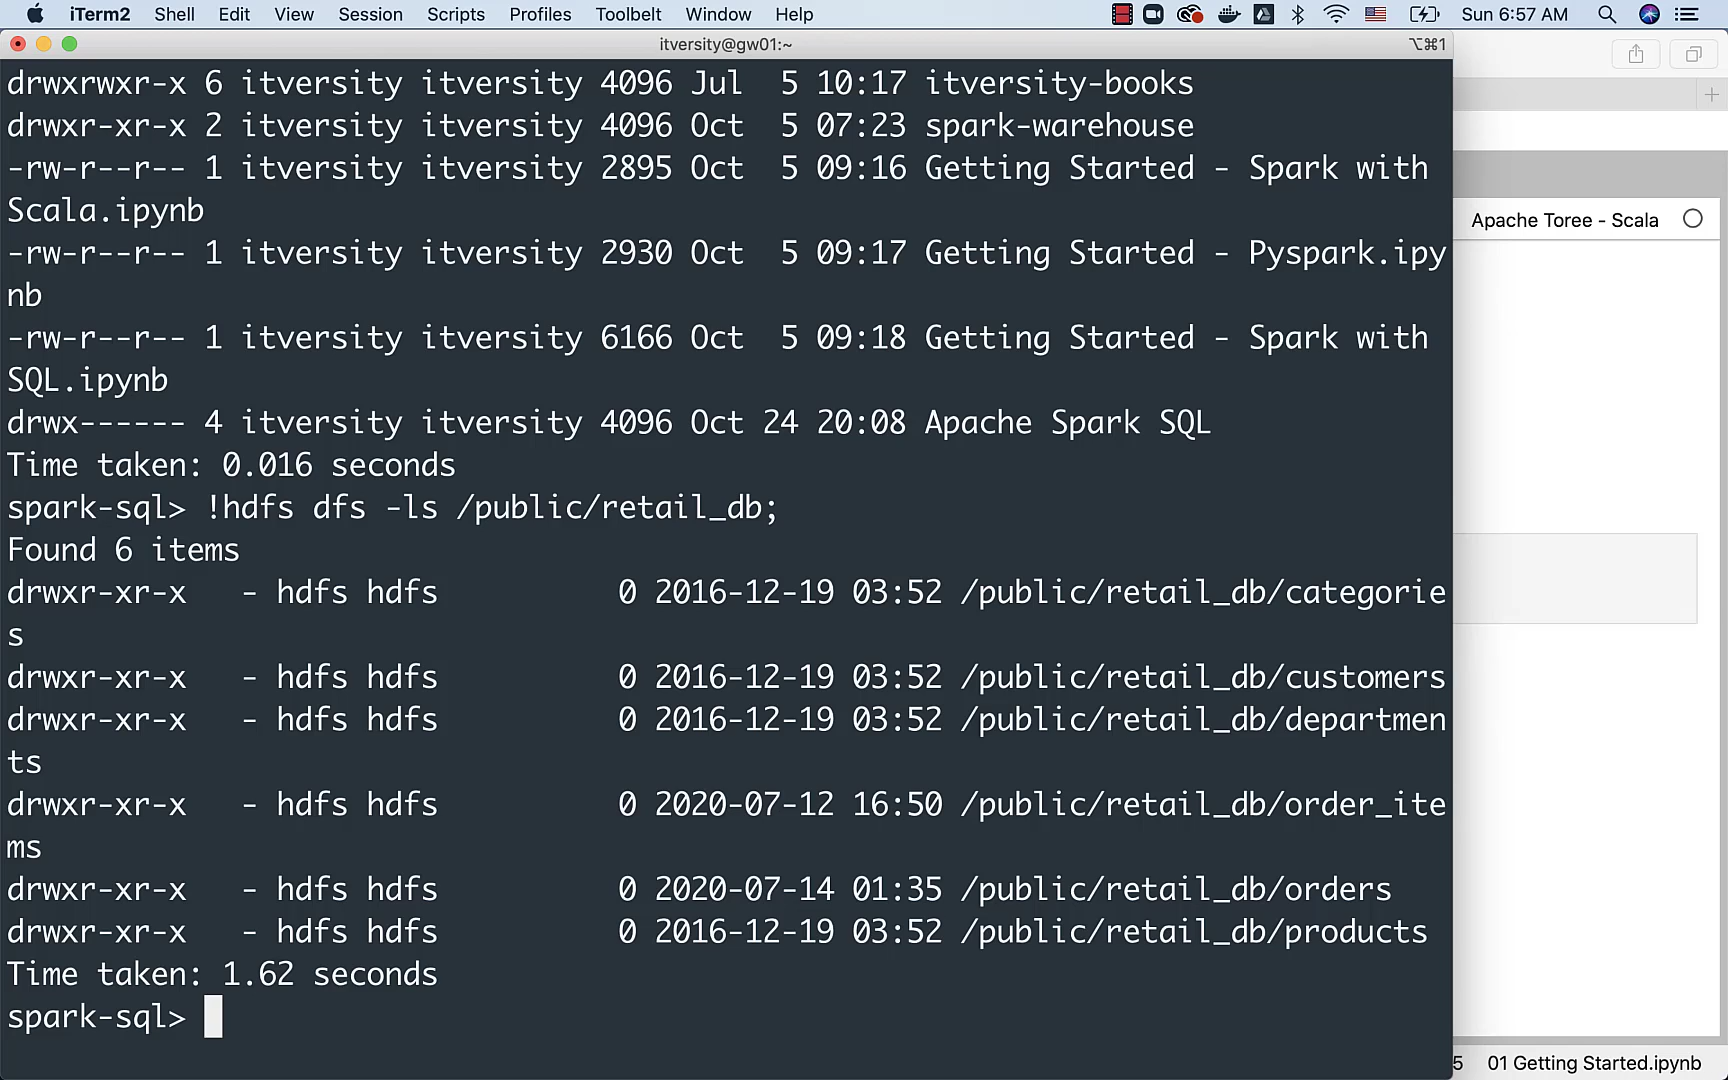 iTerm2 Shell Edit View Session Scripts Profiles Toolbelt Window Help Sun 6:57 AM
itversity@gw01:~ ⌥⌘1
drwxrwxr-x 6 itversity itversity 4096 Jul  5 10:17 itversity-books
drwxr-xr-x 2 itversity itversity 4096 Oct  5 07:23 spark-warehouse
-rw-r--r-- 1 itversity itversity 2895 Oct  5 09:16 Getting Started - Spark with
Scala.ipynb
-rw-r--r-- 1 itversity itversity 2930 Oct  5 09:17 Getting Started - Pyspark.ipy
nb
-rw-r--r-- 1 itversity itversity 6166 Oct  5 09:18 Getting Started - Spark with
SQL.ipynb
drwx------ 4 itversity itversity 4096 Oct 24 20:08 Apache Spark SQL
Time taken: 0.016 seconds
spark-sql> !hdfs dfs -ls /public/retail_db;
Found 6 items
drwxr-xr-x   - hdfs hdfs          0 2016-12-19 03:52 /public/retail_db/categorie
s
drwxr-xr-x   - hdfs hdfs          0 2016-12-19 03:52 /public/retail_db/customers
drwxr-xr-x   - hdfs hdfs          0 2016-12-19 03:52 /public/retail_db/departmen
ts
drwxr-xr-x   - hdfs hdfs          0 2020-07-12 16:50 /public/retail_db/order_ite
ms
drwxr-xr-x   - hdfs hdfs          0 2020-07-14 01:35 /public/retail_db/orders
drwxr-xr-x   - hdfs hdfs          0 2016-12-19 03:52 /public/retail_db/products
Time taken: 1.62 seconds
spark-sql>
Apache Toree - Scala
5 01 Getting Started.ipynb